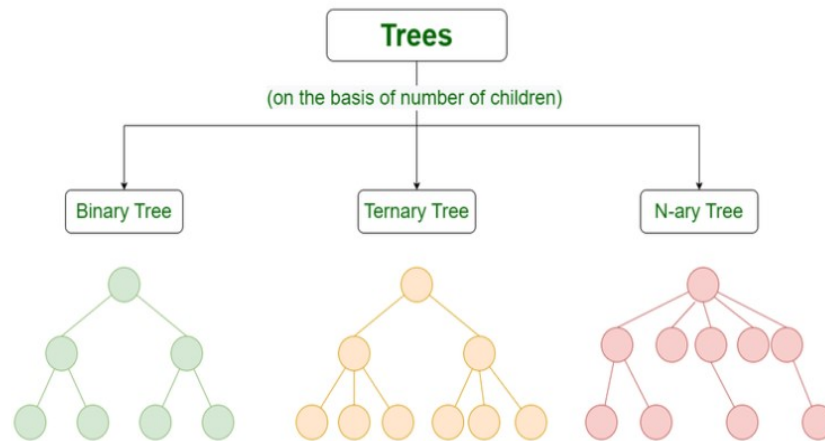 Trees
(on the basis of number of children)
Binary Tree
Ternary Tree
N-ary Tree